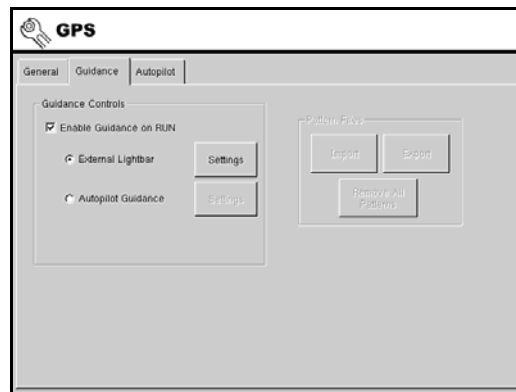 GPS
General Guidance Autopilot
Guidance Controls
Enable Guidance on RUN
External Lightbar Settings
Autopilot Guidance Settings
Pattern Files
Import Export
Remove All
Patterns